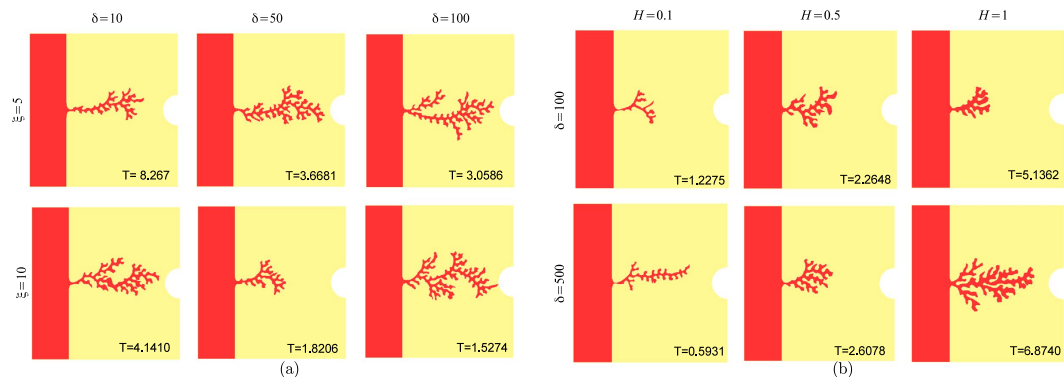 δ=10 δ=50 δ=100
ξ=5
T= 8.267 T=3.6681 T= 3.0586
ξ=10
T=4.1410 T=1.8206 T=1.5274
(a)
H=0.1 H=0.5 H=1
δ=100
T=1.2275 T=2.2648 T=5.1362
δ=500
T=0.5931 T=2.6078 T=6.8740
(b)